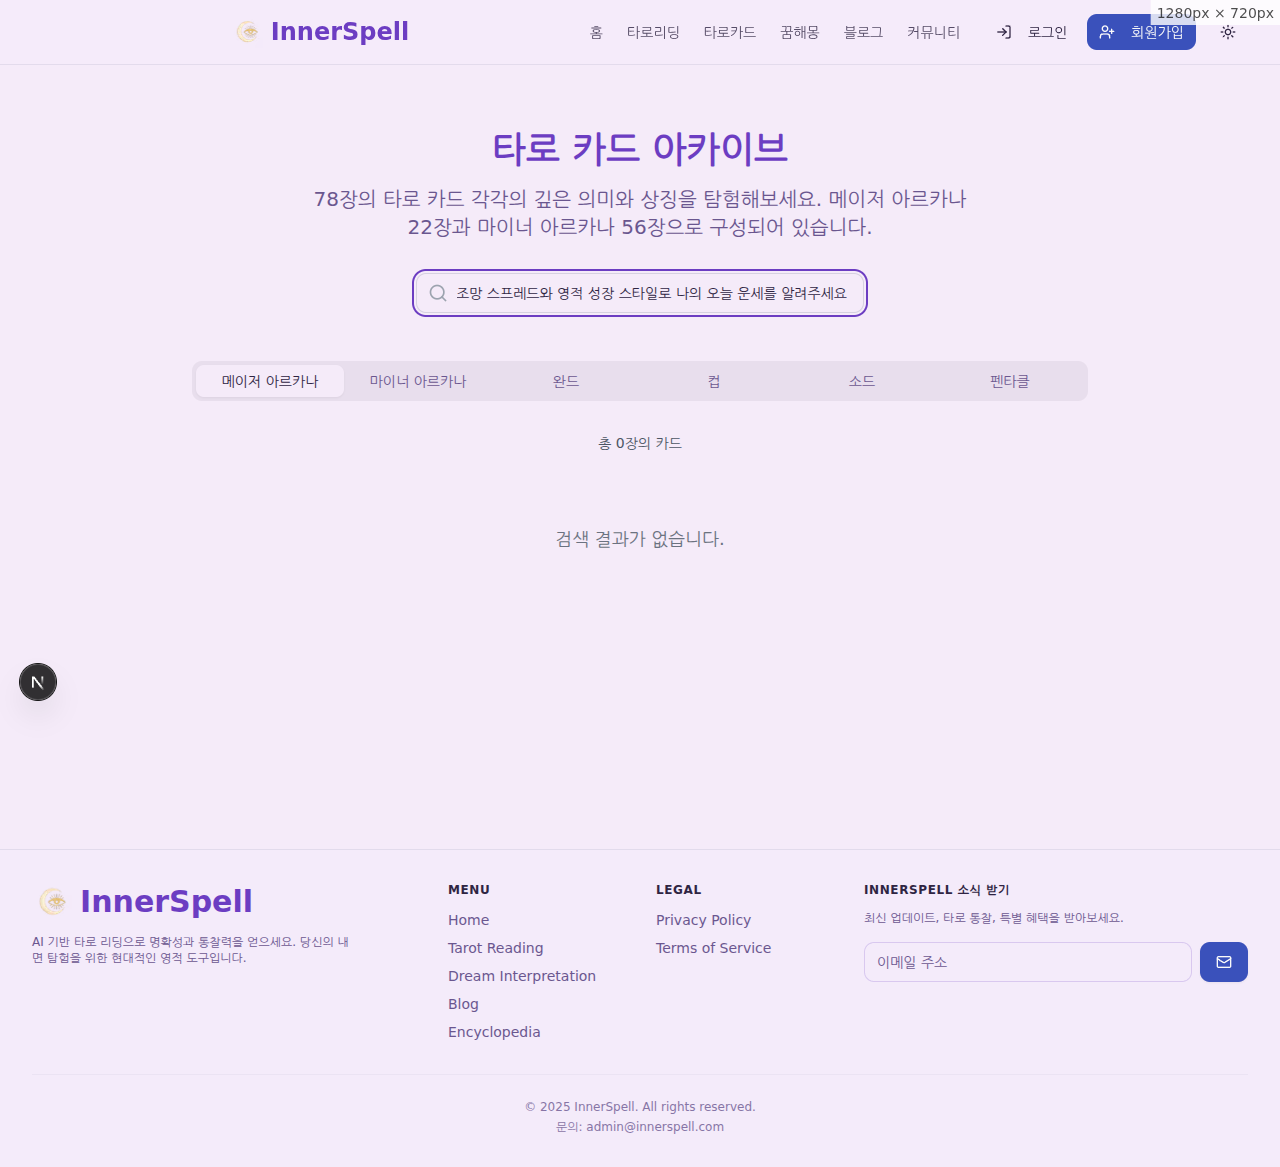 InnerSpell
홈 타로리딩 타로카드 꿈해몽 블로그 커뮤니티 로그인 회원가입
1280px × 720px
타로 카드 아카이브
78장의 타로 카드 각각의 깊은 의미와 상징을 탐험해보세요. 메이저 아르카나
22장과 마이너 아르카나 56장으로 구성되어 있습니다.
조망 스프레드와 영적 성장 스타일로 나의 오늘 운세를 알려주세요
메이저 아르카나 마이너 아르카나 완드 컵 소드 펜타클
총 0장의 카드
검색 결과가 없습니다.
N
InnerSpell
AI 기반 타로 리딩으로 명확성과 통찰력을 얻으세요. 당신의 내
면 탐험을 위한 현대적인 영적 도구입니다.
MENU
Home
Tarot Reading
Dream Interpretation
Blog
Encyclopedia
LEGAL
Privacy Policy
Terms of Service
INNERSPELL 소식 받기
최신 업데이트, 타로 통찰, 특별 혜택을 받아보세요.
이메일 주소
© 2025 InnerSpell. All rights reserved.
문의: admin@innerspell.com